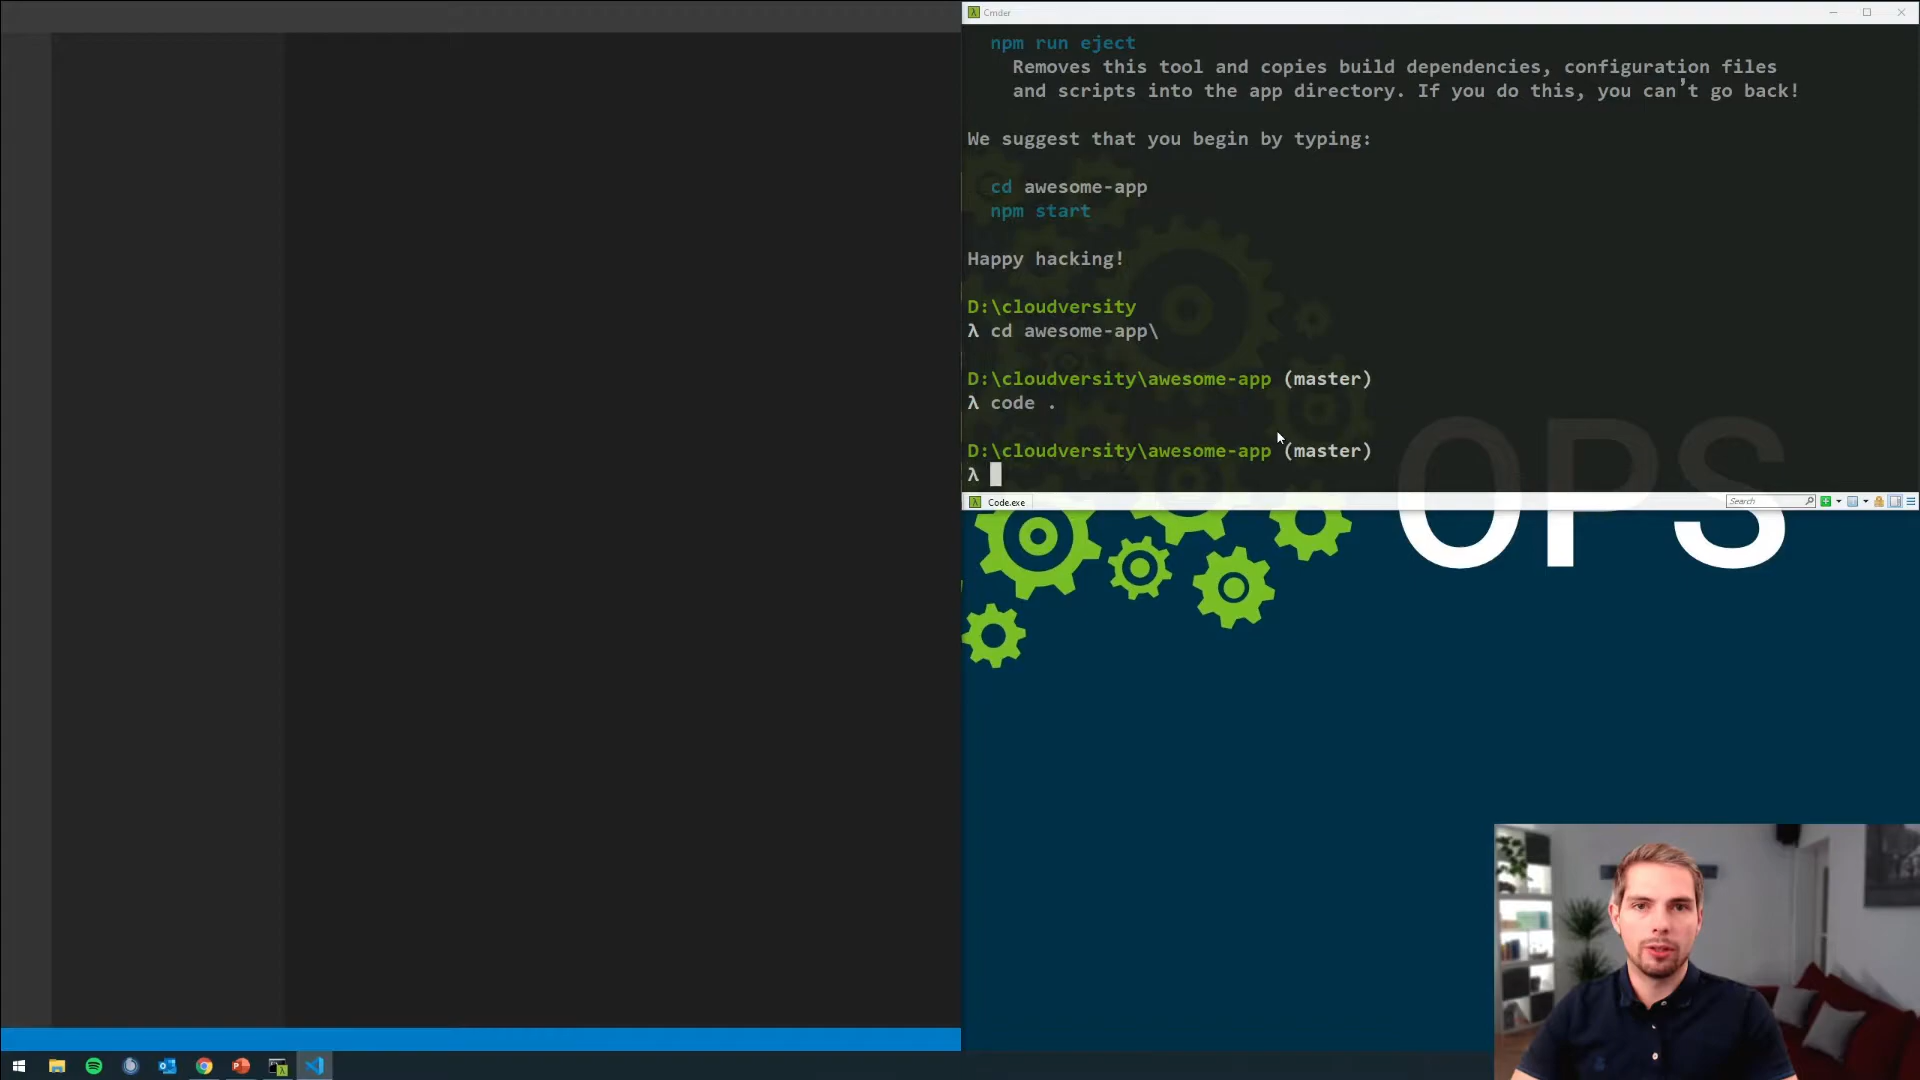 Cmder
npm run eject
Removes this tool and copies build dependencies, configuration files
and scripts into the app directory. If you do this, you can't go back!
We suggest that you begin by typing:
cd awesome-app
npm start
Happy hacking!
D:\cloudversity
λ cd awesome-app\
D:\cloudversity\awesome-app (master)
λ code .
D:\cloudversity\awesome-app (master)
λ
Code.exe
Search
OPS